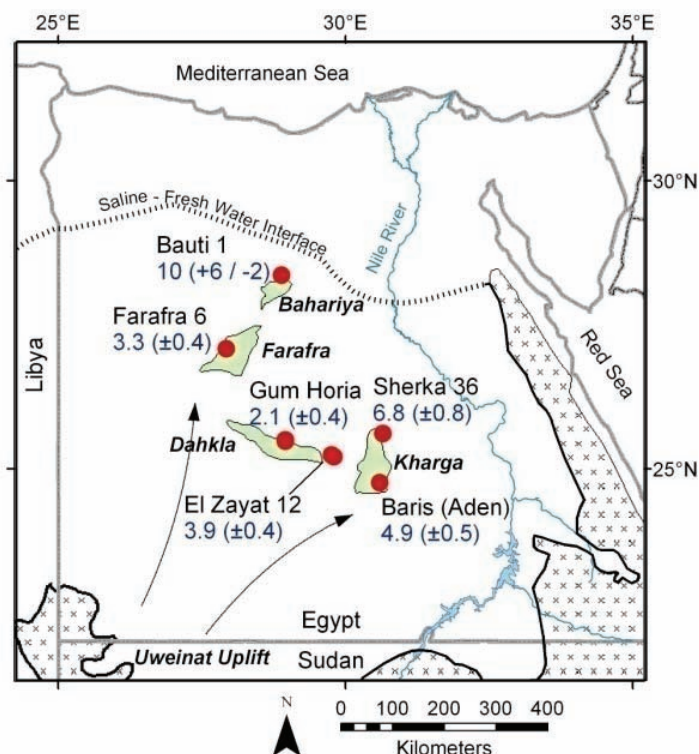 25°E 30°E 35°E
Mediterranean Sea
30°N
Saline - Fresh Water Interface
Nile River
Bauti 1
10 (+6 / -2)
Bahariya
Farafra 6
3.3 (±0.4)
Farafra
Libya
Red Sea
Gum Horia
2.1 (±0.4)
Sherka 36
6.8 (±0.8)
Dahkla
Kharga
25°N
El Zayat 12
3.9 (±0.4)
Baris (Aden)
4.9 (±0.5)
Egypt
Uweinat Uplift
Sudan
N
0 100 200 300 400
Kilometers